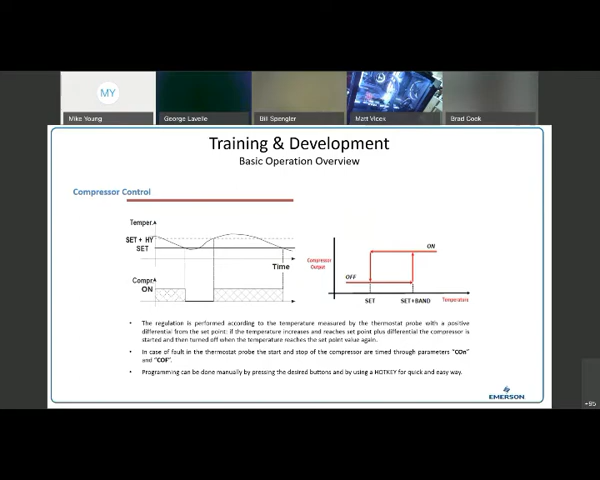 MY
Mike Young
George Lavelle
Bill Spengler
Matt Vlcek
Brad Cook
Training & Development
Basic Operation Overview
Compressor Control
Temper.
SET + HY
SET
Time
Compr.
ON
ON
OFF
Compressor
Output
SET
SET+BAND
Temperature
• The regulation is performed according to the temperature measured by the thermostat probe with a positive
differential from the set point: if the temperature increases and reaches set point plus differential the compressor is
started and then turned off when the temperature reaches the set point value again.
• In case of fault in the thermostat probe the start and stop of the compressor are timed through parameters "COn"
and "COF".
• Programming can be done manually by pressing the desired buttons and by using a HOTKEY for quick and easy way.
EMERSON